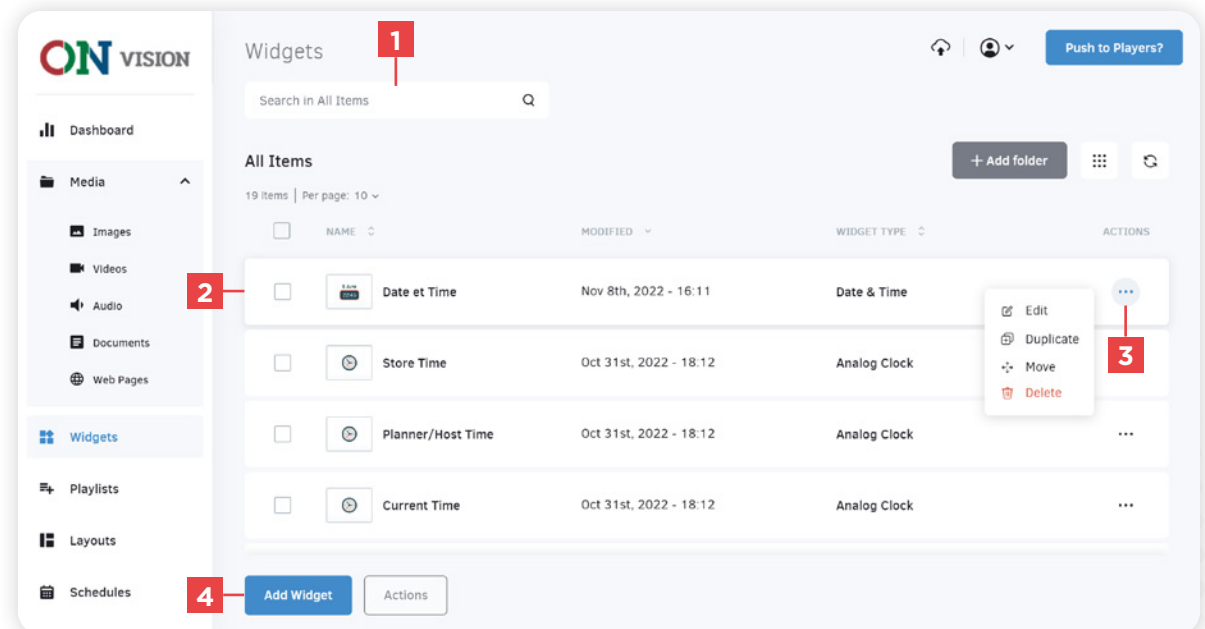 ON VISION
Widgets
1
Push to Players?
Search in All Items
Dashboard
Media
Images
Videos
Audio
Documents
Web Pages
Widgets
Playlists
Layouts
Schedules
All Items
+ Add folder
19 items | Per page: 10
NAME MODIFIED WIDGET TYPE ACTIONS
2
Date et Time Nov 8th, 2022 - 16:11 Date & Time ...
Edit
Duplicate
Move
Delete
3
Store Time Oct 31st, 2022 - 18:12 Analog Clock
Planner/Host Time Oct 31st, 2022 - 18:12 Analog Clock ...
Current Time Oct 31st, 2022 - 18:12 Analog Clock ...
4
Add Widget Actions